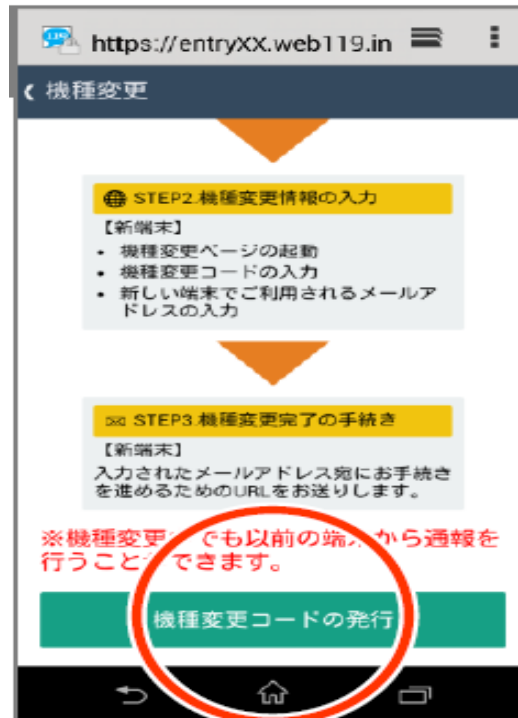 https://entryXX.web119.in
機種変更
STEP2.機種変更情報の入力
【新端末】
・ 機種変更ページの起動
・ 機種変更コードの入力
・ 新しい端末でご利用されるメールア
ドレスの入力
STEP3.機種変更完了の手続き
【新端末】
入力されたメールアドレス宛にお手続き
を進めるためのURLをお送りします。
※機種変更 でも以前の端末から通報を
行うこと できます。
機種変更コードの発行